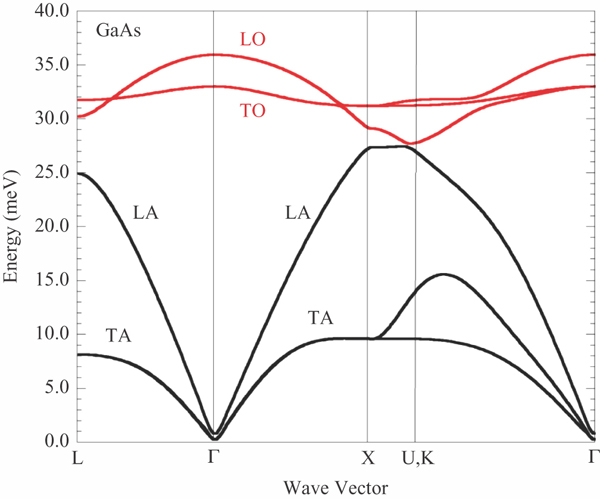 GaAs
LO
TO
LA
LA
TA
TA
40.0
35.0
30.0
25.0
20.0
15.0
10.0
5.0
0.0
Energy (meV)
L Γ X U,K Γ
Wave Vector